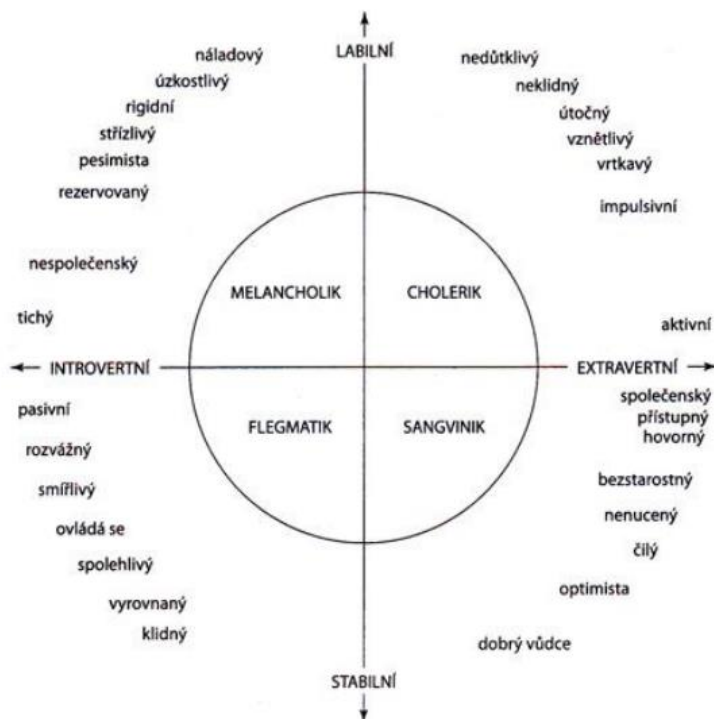 náladový
LABILNÍ
nedůtklivý
úzkostlivý
neklidný
rigidní
útočný
střízlivý
vznětlivý
pesimista
vrtkavý
rezervovaný
impulsivní
nespolečenský
MELANCHOLIK
CHOLERIK
tichý
aktivní
INTROVERTNÍ
EXTRAVERTNÍ
pasivní
společenský
přístupný
hovorný
FLEGMATIK
SANGVINIK
rozvážný
smířlivý
bezstarostný
ovládá se
nenucený
spolehlivý
čilý
vyrovnaný
optimista
klidný
dobrý vůdce
STABILNÍ